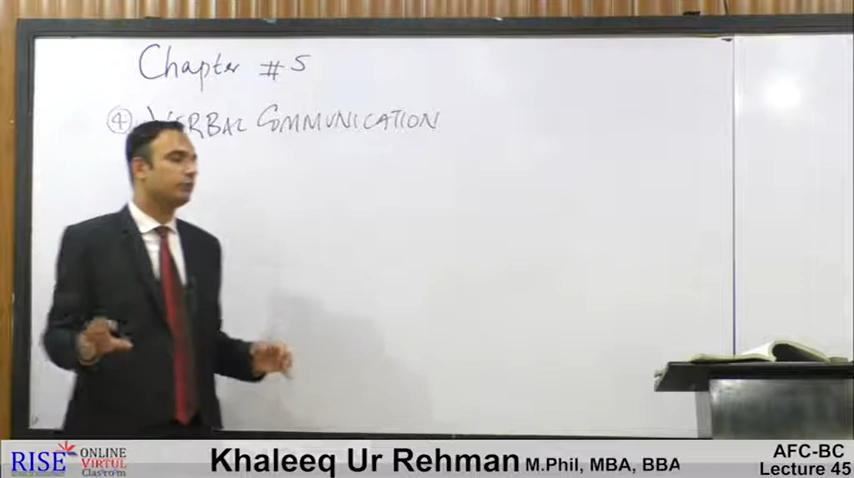 Chapter # 5
④ VERBAL COMMUNICATION
RISE ONLINE
VIRTUL
Classroom
Khaleeq Ur Rehman M.Phil, MBA, BBA
AFC-BC
Lecture 45